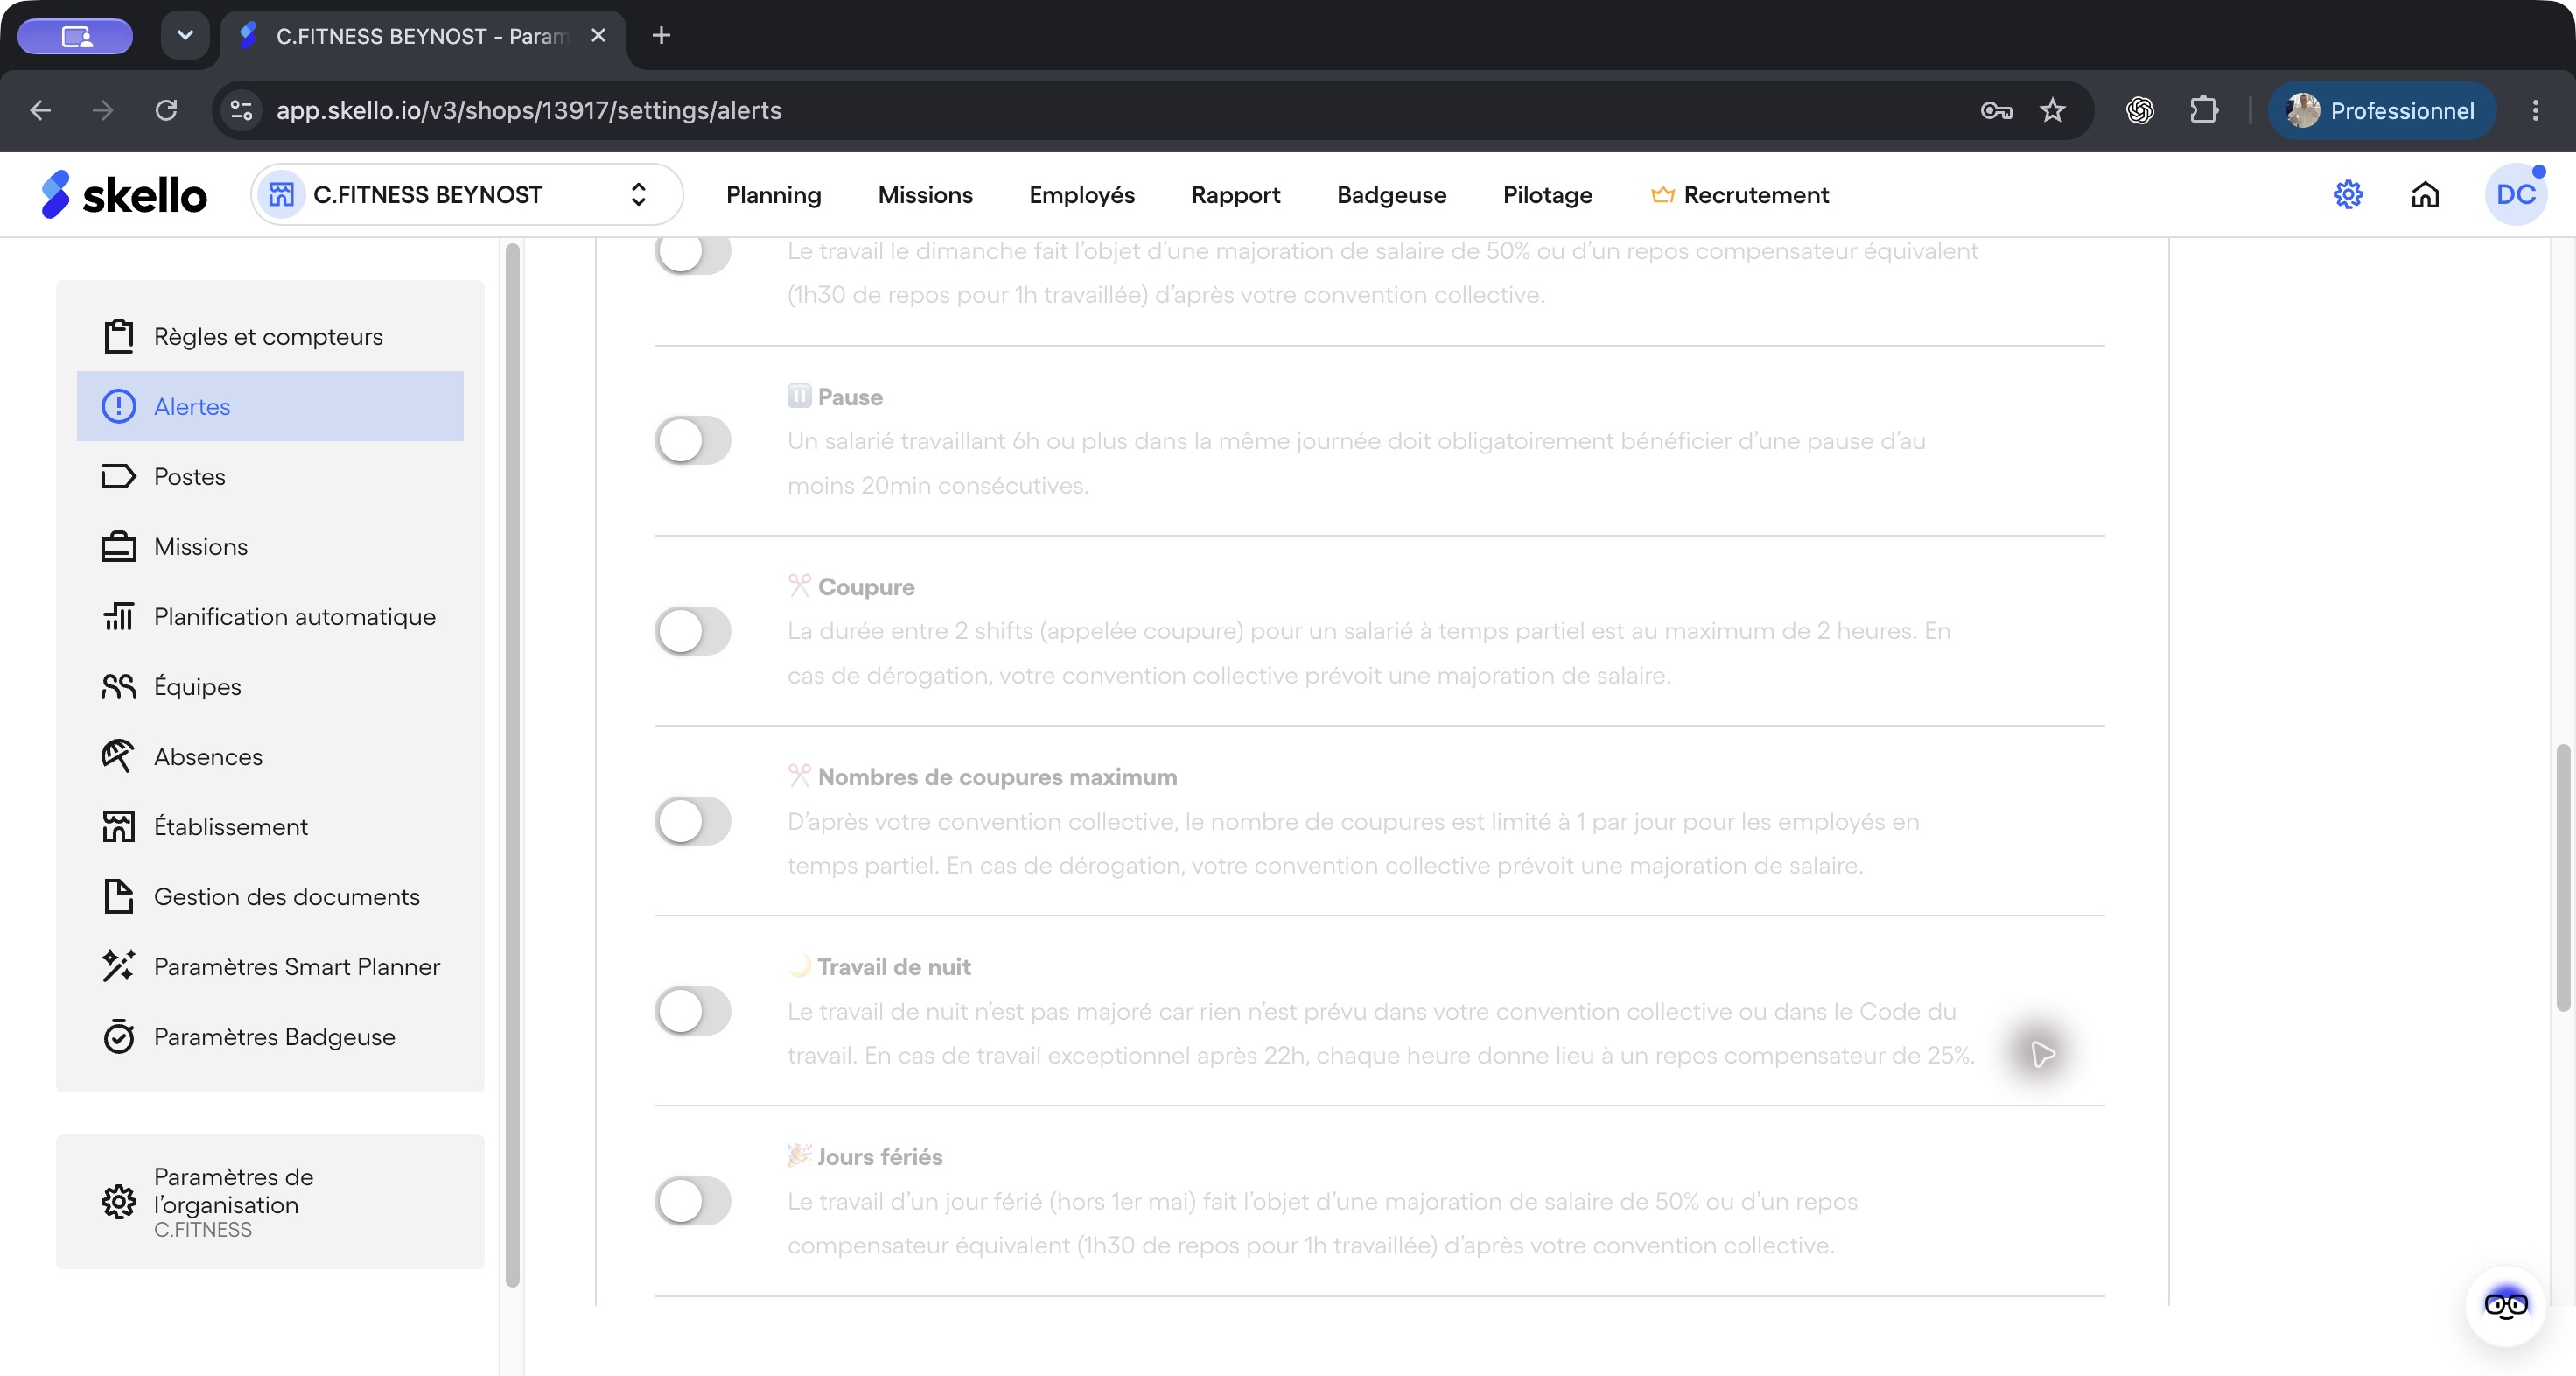 C.FITNESS BEYNOST - Param
app.skello.io/v3/shops/13917/settings/alerts
Professionnel
skello
C.FITNESS BEYNOST
Planning
Missions
Employés
Rapport
Badgeuse
Pilotage
Recrutement
DC
Règles et compteurs
Alertes
Postes
Missions
Planification automatique
Équipes
Absences
Établissement
Gestion des documents
Paramètres Smart Planner
Paramètres Badgeuse
Paramètres de
l’organisation
C.FITNESS
Le travail le dimanche fait l’objet d’une majoration de salaire de 50% ou d’un repos compensateur équivalent
(1h30 de repos pour 1h travaillée) d’après votre convention collective.
Pause
Un salarié travaillant 6h ou plus dans la même journée doit obligatoirement bénéficier d’une pause d’au
moins 20min consécutives.
Coupure
La durée entre 2 shifts (appelée coupure) pour un salarié à temps partiel est au maximum de 2 heures. En
cas de dérogation, votre convention collective prévoit une majoration de salaire.
Nombres de coupures maximum
D’après votre convention collective, le nombre de coupures est limité à 1 par jour pour les employés en
temps partiel. En cas de dérogation, votre convention collective prévoit une majoration de salaire.
Travail de nuit
Le travail de nuit n’est pas majoré car rien n’est prévu dans votre convention collective ou dans le Code du
travail. En cas de travail exceptionnel après 22h, chaque heure donne lieu à un repos compensateur de 25%.
Jours fériés
Le travail d’un jour férié (hors 1er mai) fait l’objet d’une majoration de salaire de 50% ou d’un repos
compensateur équivalent (1h30 de repos pour 1h travaillée) d’après votre convention collective.